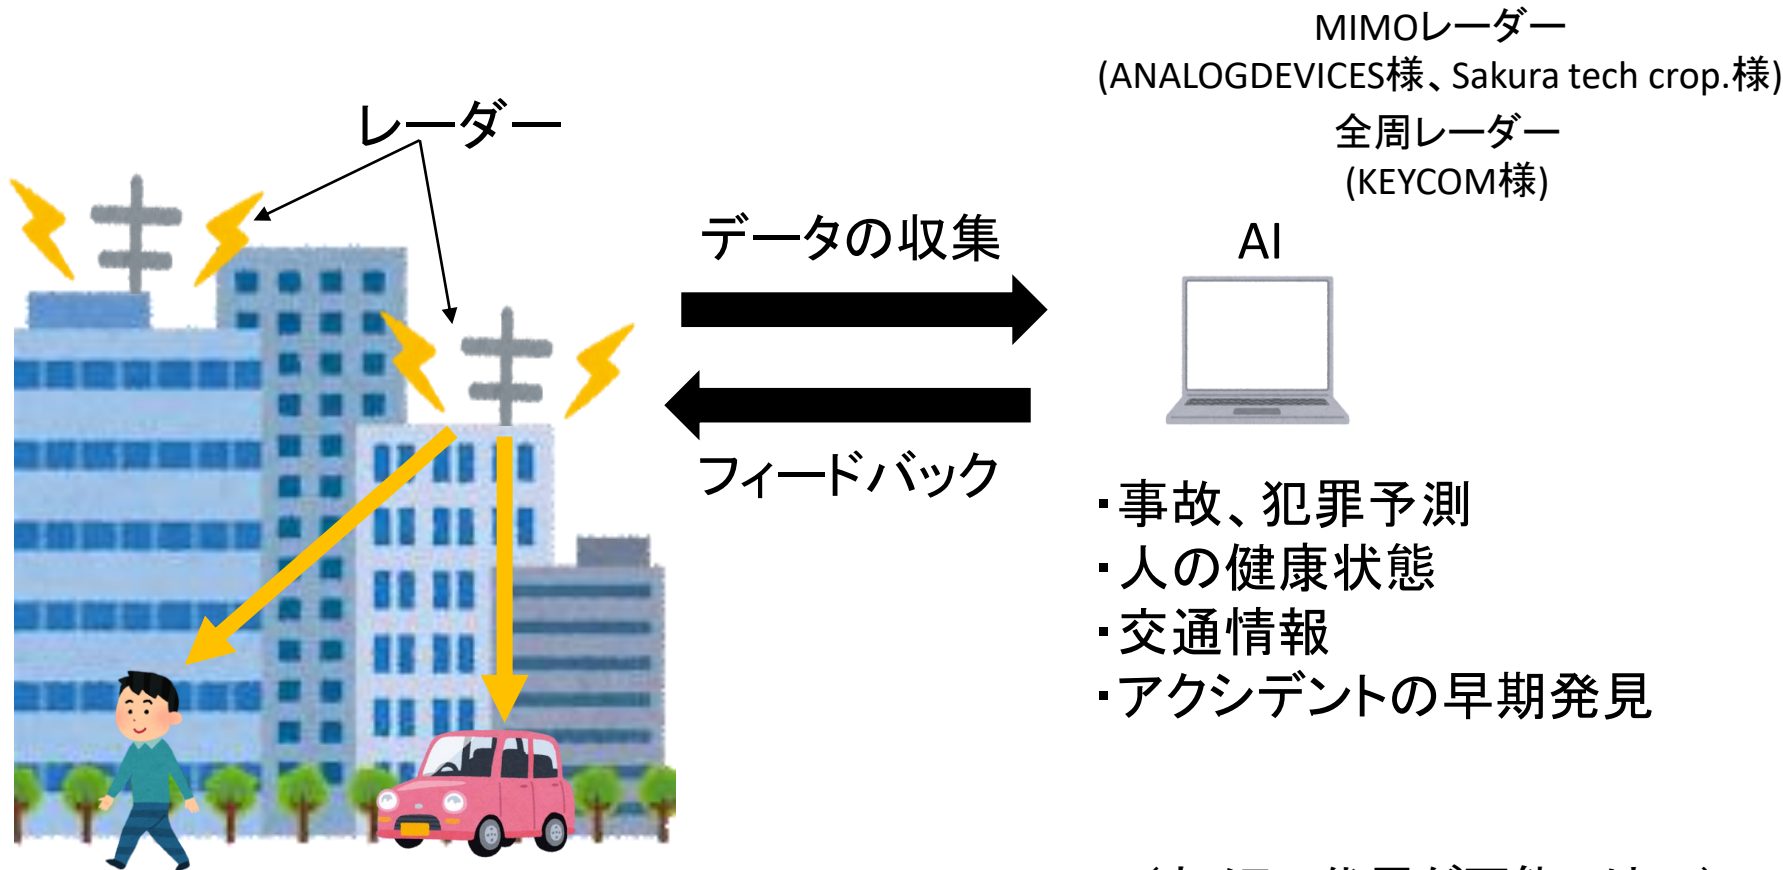 MIMOレーダー
(ANALOGDEVICES様、Sakura tech crop.様)
全周レーダー
(KEYCOM様)
レーダー
データの収集
AI
フィードバック
・事故、犯罪予測
・人の健康状態
・交通情報
・アクシデントの早期発見